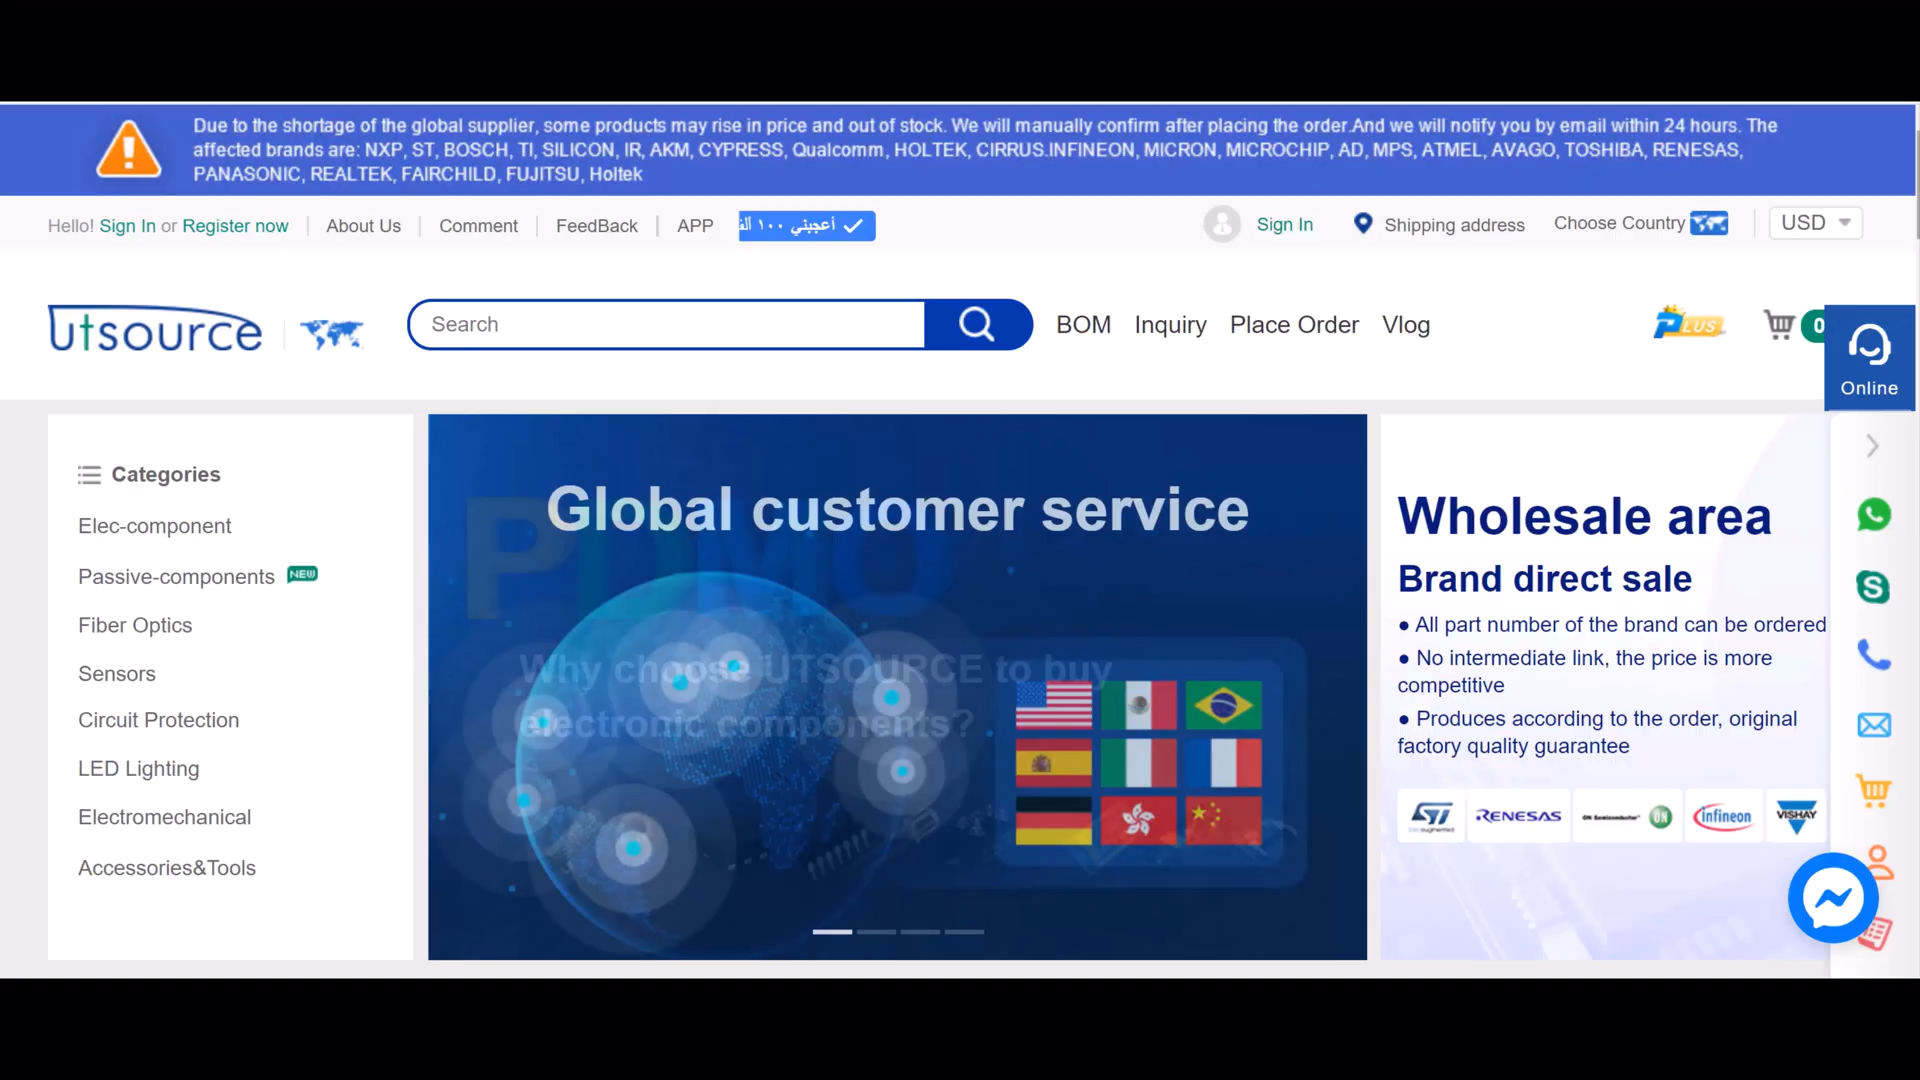 Due to the shortage of the global supplier, some products may rise in price and out of stock. We will manually confirm after placing the order.And we will notify you by email within 24 hours. The
affected brands are: NXP, ST, BOSCH, TI, SILICON, IR, AKM, CYPRESS, Qualcomm, HOLTEK, CIRRUS.INFINEON, MICRON, MICROCHIP, AD, MPS, ATMEL, AVAGO, TOSHIBA, RENESAS,
PANASONIC, REALTEK, FAIRCHILD, FUJITSU, Holtek
Hello! Sign In or Register now
About Us
Comment
FeedBack
APP
أعجبني ١٠٠
Sign In
Shipping address
Choose Country
USD
utsource
Search
BOM
Inquiry
Place Order
Vlog
PLUS
0
Online
Categories
Elec-component
Passive-components NEW
Fiber Optics
Sensors
Circuit Protection
LED Lighting
Electromechanical
Accessories&Tools
Global customer service
Why choose UTSOURCE to buy
electronic components?
Wholesale area
Brand direct sale
● All part number of the brand can be ordered
● No intermediate link, the price is more
competitive
● Produces according to the order, original
factory quality guarantee
ST
RENESAS
ON Semiconductor ON
infineon
VISHAY